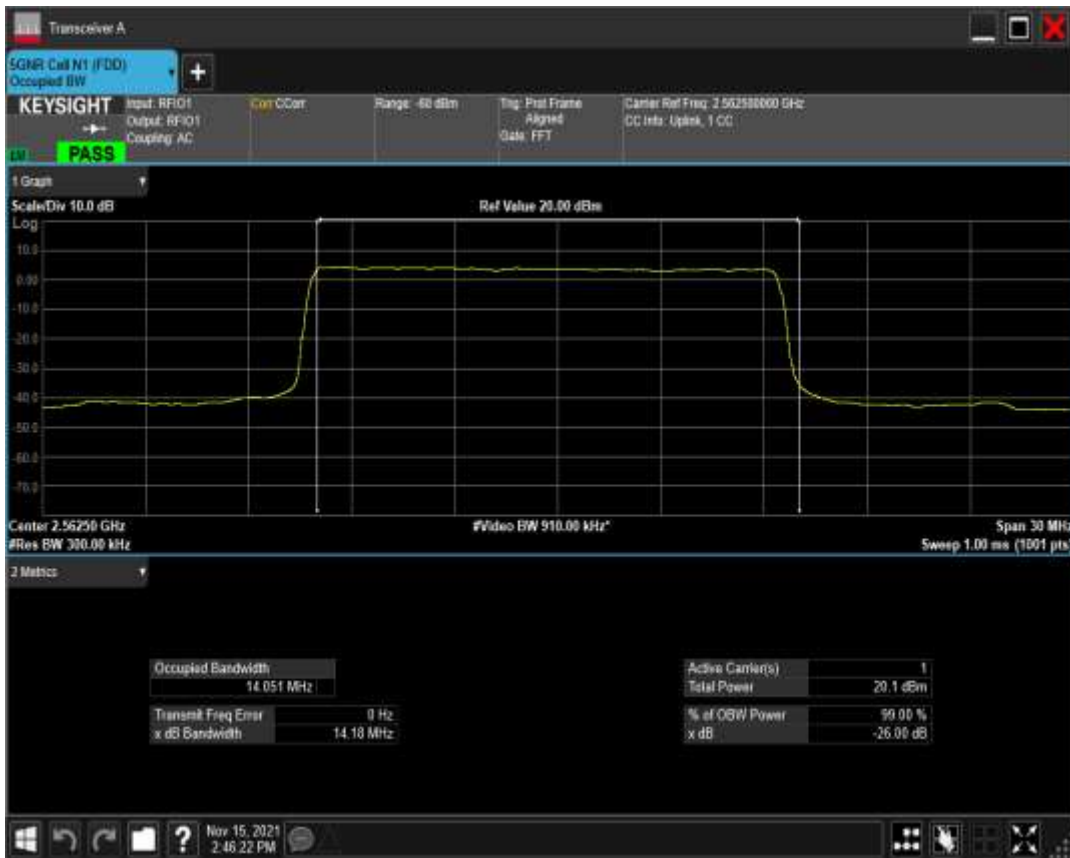 Transceiver A
5GNR Cell N1 (FDD)
Occupied BW
+
KEYSIGHT
PASS
Input: RFIO1
Output: RFIO1
Coupling: AC
Corr CCorr
Range: -60 dBm
Trig: Prot Frame
Aligned
Gate: FFT
Carrier Ref Freq: 2.562500000 GHz
CC Info: Uplink, 1 CC
1 Graph
Scale/Div 10.0 dB
Ref Value 20.00 dBm
Log
10.0
0.00
-10.0
-20.0
-30.0
-40.0
-50.0
-60.0
-70.0
Center 2.56250 GHz
#Video BW 910.00 kHz*
Span 30 MHz
#Res BW 300.00 kHz
Sweep 1.00 ms (1001 pts)
2 Metrics
Occupied Bandwidth
14.051 MHz
Transmit Freq Error 0 Hz
x dB Bandwidth 14.18 MHz
Active Carrier(s) 1
Total Power 20.1 dBm
% of OBW Power 99.00 %
x dB -26.00 dB
?
Nov 15, 2021
2:46:22 PM